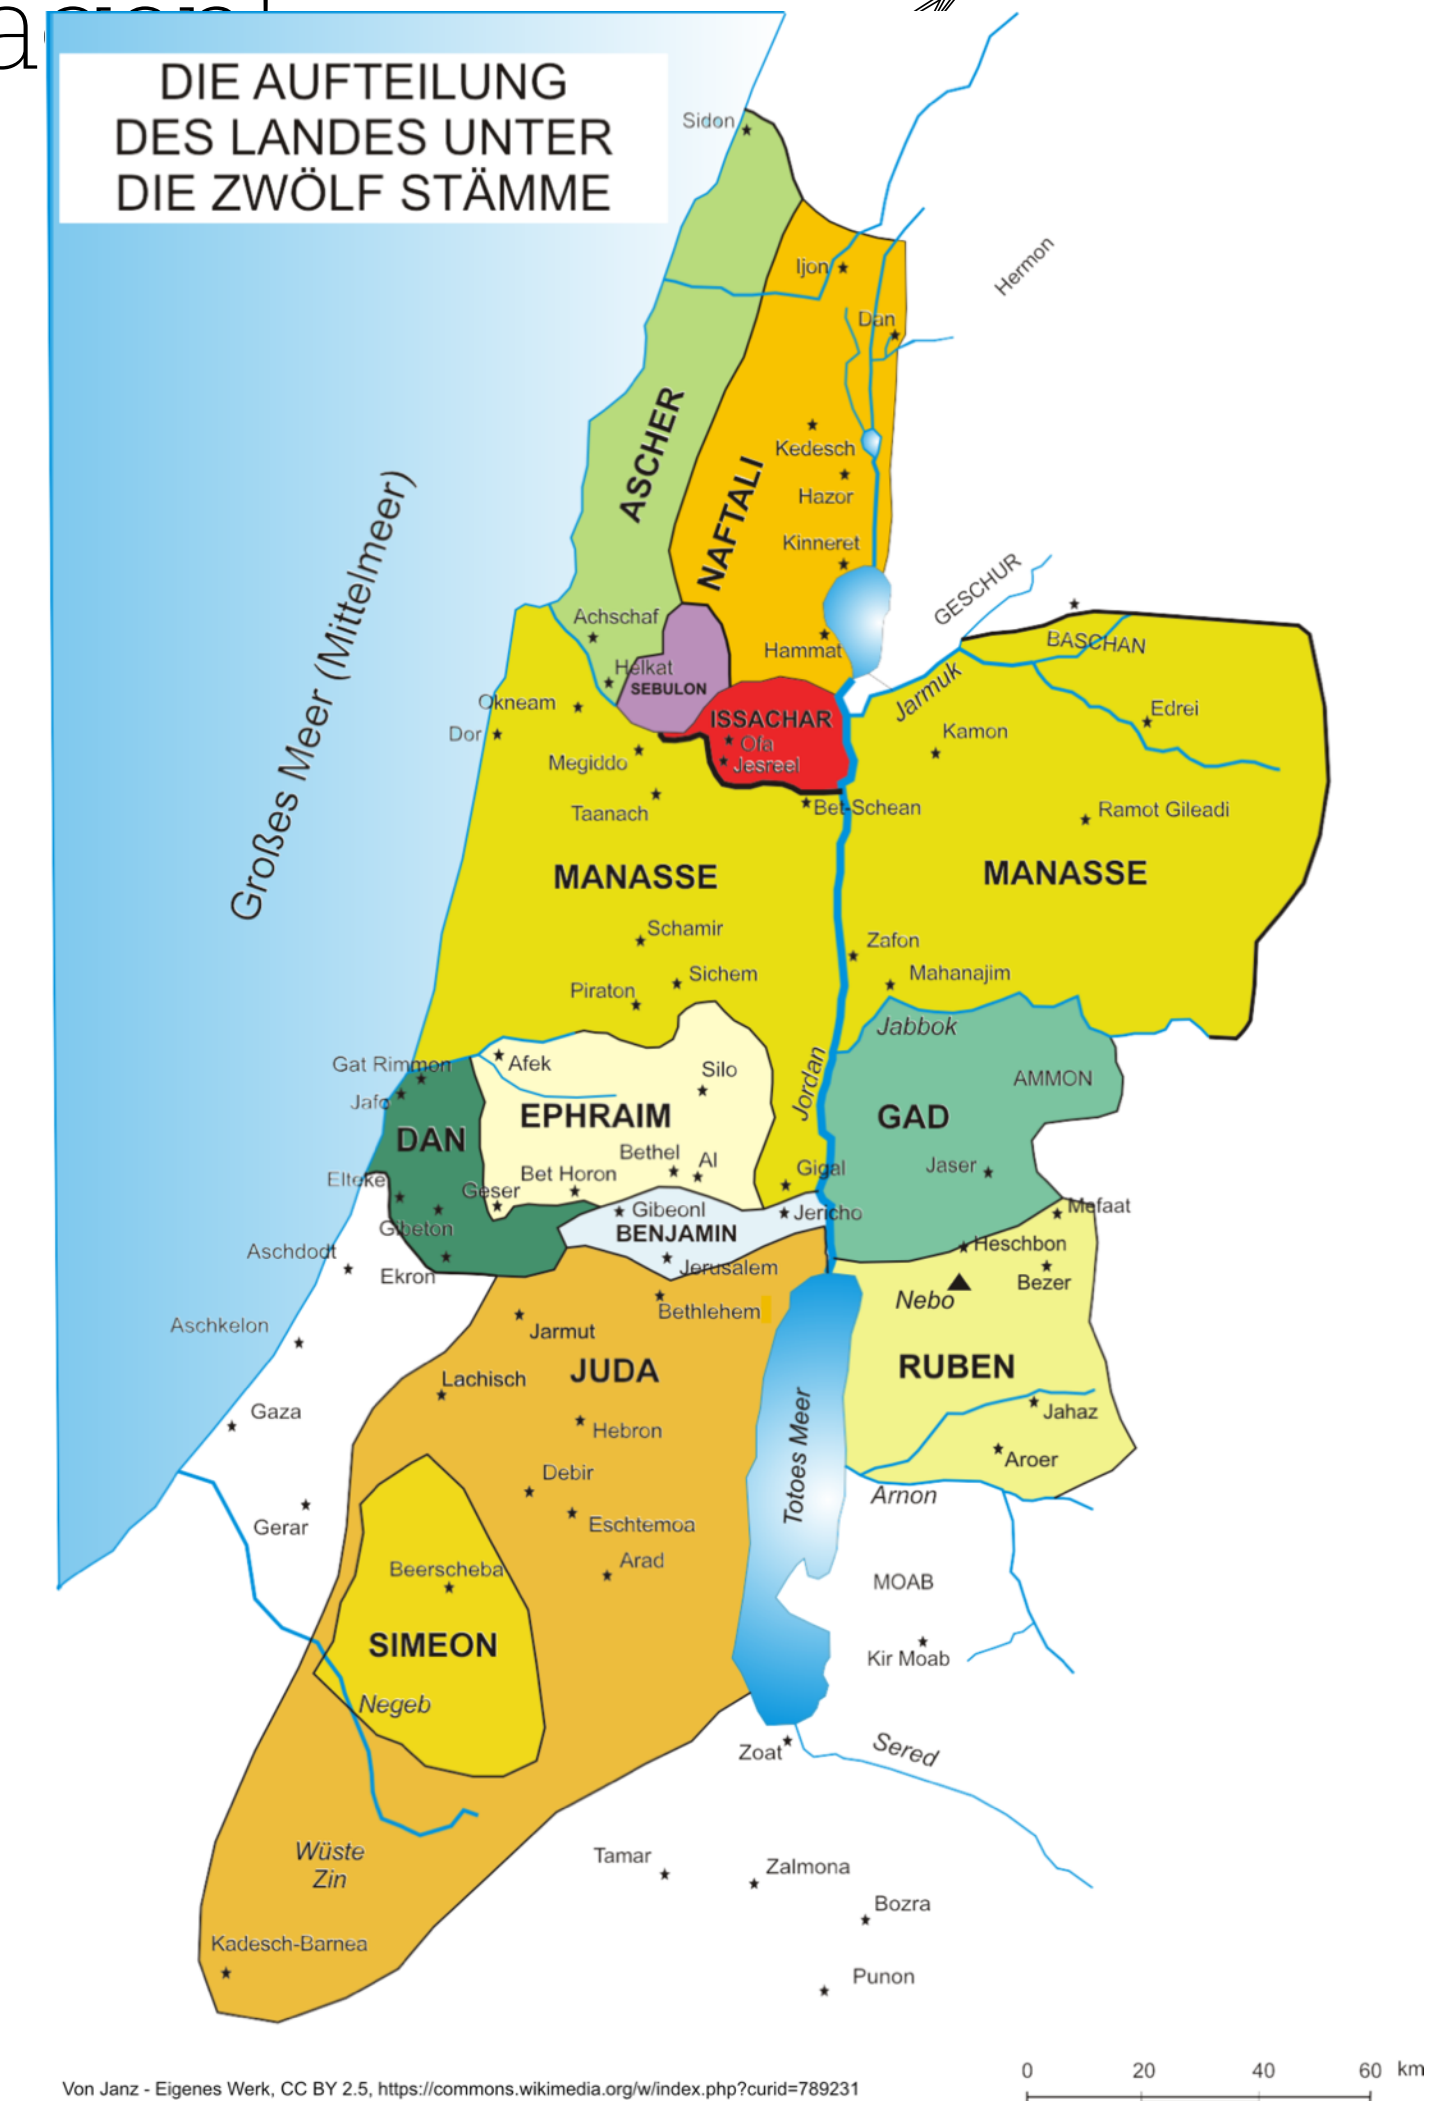 DIE AUFTEILUNG
DES LANDES UNTER
DIE ZWÖLF STÄMME
Sidon
Hermon
Ijon
Dan
ASCHER
NAFTALI
Kedesch
Hazor
Kinneret
Großes Meer (Mittelmeer)
GESCHUR
Achschaf
BASCHAN
Hammat
Helkat
SEBULON
Jarmuk
Okneam
ISSACHAR
Edrei
Dor
Ofa
Kamon
Megiddo
Jesreel
Taanach
Bet-Schean
Ramot Gileadi
MANASSE
MANASSE
Schamir
Zafon
Sichem
Mahanajim
Piraton
Jabbok
Gat Rimmon
Afek
Silo
Jordan
AMMON
Jafo
EPHRAIM
GAD
DAN
Bethel
AI
Gigal
Jaser
Elteke
Bet Horon
Geser
Gibeonl
Jericho
Mefaat
Gibeton
BENJAMIN
Heschbon
Aschdodt
Ekron
Jerusalem
Bezer
Nebo
Bethlehem
Aschkelon
Jarmut
JUDA
RUBEN
Lachisch
Totoes Meer
Gaza
Hebron
Jahaz
Debir
Aroer
Arnon
Gerar
Eschtemoa
Arad
Beerscheba
MOAB
SIMEON
Kir Moab
Negeb
Zoat
Sered
Wüste
Zin
Tamar
Zalmona
Bozra
Kadesch-Barnea
Punon
0 20 40 60 km
Von Janz - Eigenes Werk, CC BY 2.5, https://commons.wikimedia.org/w/index.php?curid=789231